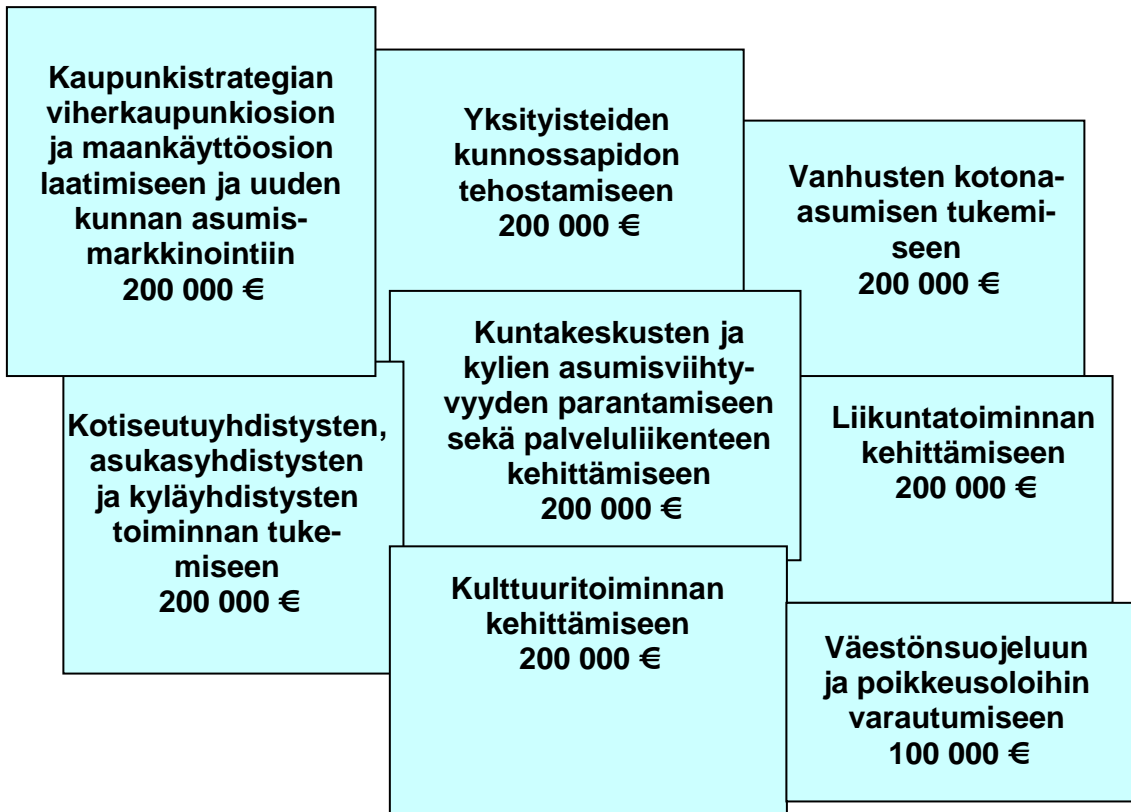 Kaupunkistrategian
viherkaupunkiosion
ja maankäyttöosion
laatimiseen ja uuden
kunnan asumis-
markkinointiin
200 000 €
Yksityisteiden
kunnossapidon
tehostamiseen
200 000 €
Vanhusten kotona-
asumisen tukemi-
seen
200 000 €
Kotiseutuyhdistysten,
asukasyhdistysten
ja kyläyhdistysten
toiminnan tuke-
miseen
200 000 €
Kuntakeskusten ja
kylien asumisviihty-
vyyden parantamiseen
sekä palveluliikenteen
kehittämiseen
200 000 €
Liikuntatoiminnan
kehittämiseen
200 000 €
Kulttuuritoiminnan
kehittämiseen
200 000 €
Väestönsuojeluun
ja poikkeusoloihin
varautumiseen
100 000 €